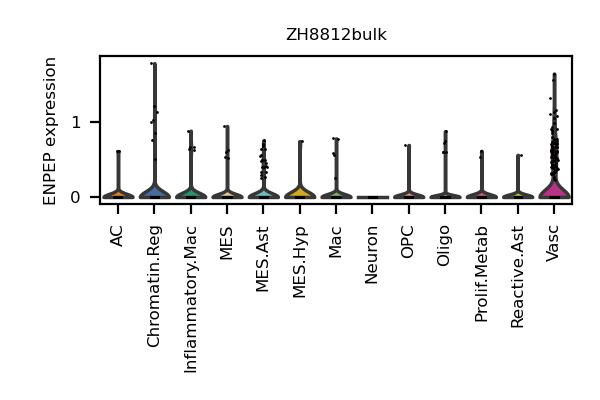 ZH8812bulk
ENPEP expression
1
0
AC
Chromatin.Reg
Inflammatory.Mac
MES
MES.Ast
MES.Hyp
Mac
Neuron
OPC
Oligo
Prolif.Metab
Reactive.Ast
Vasc